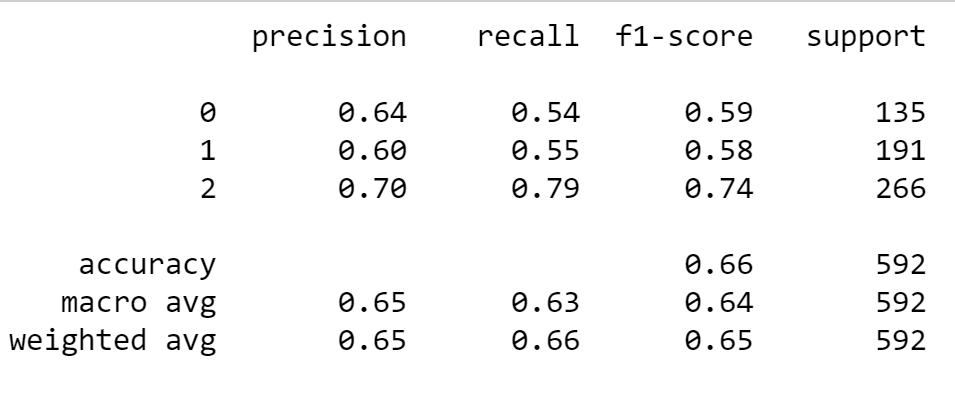 precision recall f1-score support
0 0.64 0.54 0.59 135
1 0.60 0.55 0.58 191
2 0.70 0.79 0.74 266
accuracy 0.66 592
macro avg 0.65 0.63 0.64 592
weighted avg 0.65 0.66 0.65 592